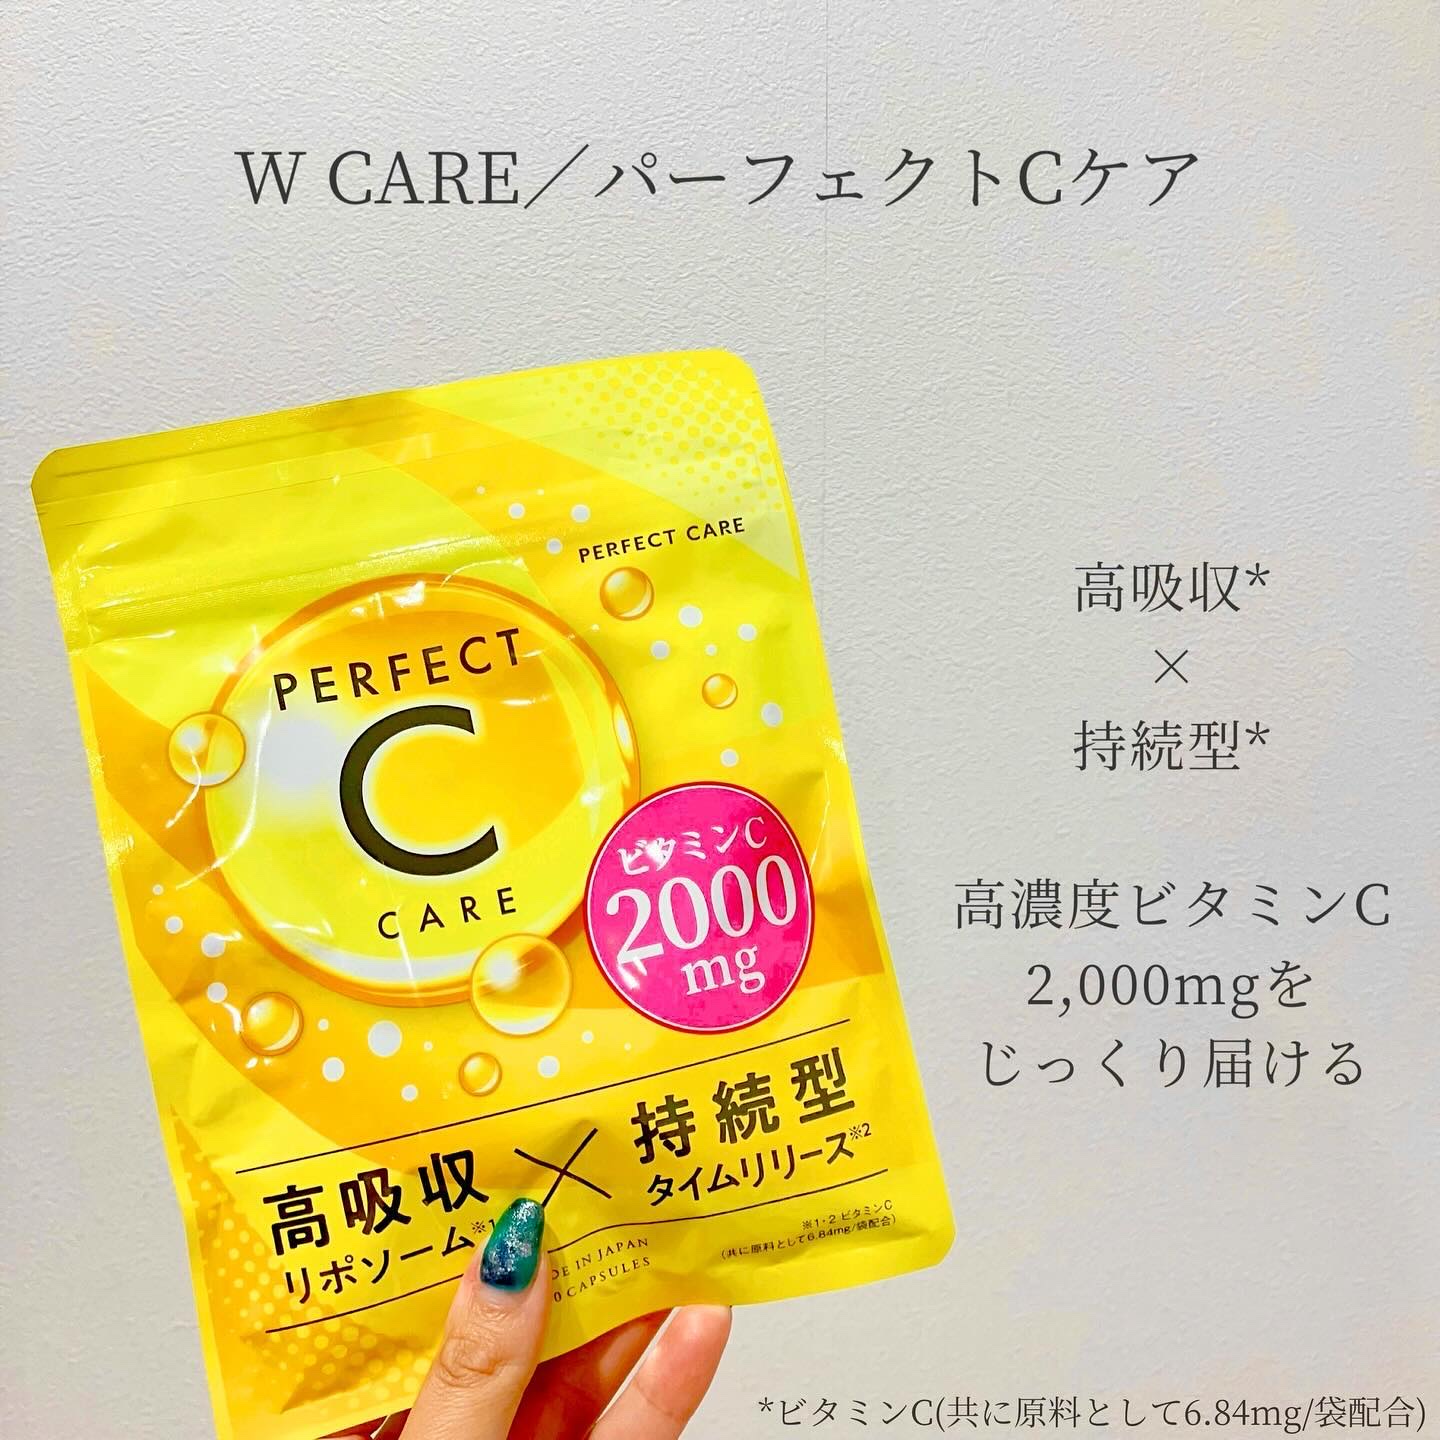 W CARE／パーフェクトCケア
PERFECT CARE
PERFECT
C
CARE
ビタミンC
2000
mg
高吸収×持続型
リポソーム※1 タイムリリース※2
※1・2 ビタミンC
(共に原料として6.84mg/袋配合)
IN JAPAN
CAPSULES
高吸収*
×
持続型*
高濃度ビタミンC
2,000mgを
じっくり届ける
*ビタミンC(共に原料として6.84mg/袋配合)